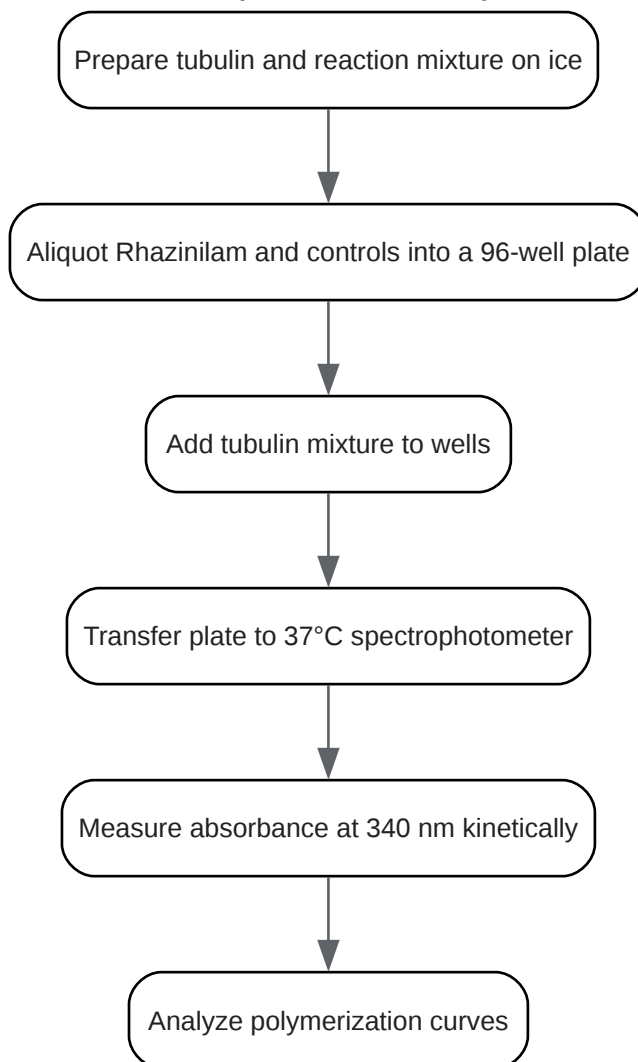 Prepare tubulin and reaction mixture on ice
Aliquot Rhazinilam and controls into a 96-well plate
Add tubulin mixture to wells
Transfer plate to 37°C spectrophotometer
Measure absorbance at 340 nm kinetically
Analyze polymerization curves